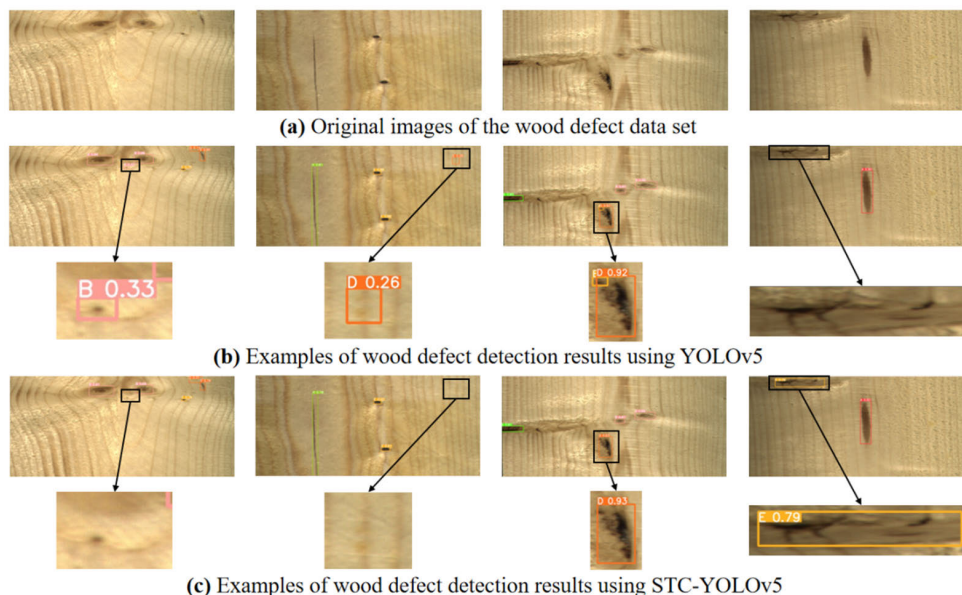 (a) Original images of the wood defect data set
B 0.33
D 0.26
D 0.92
(b) Examples of wood defect detection results using YOLOv5
D 0.93
E 0.79
(c) Examples of wood defect detection results using STC-YOLOv5